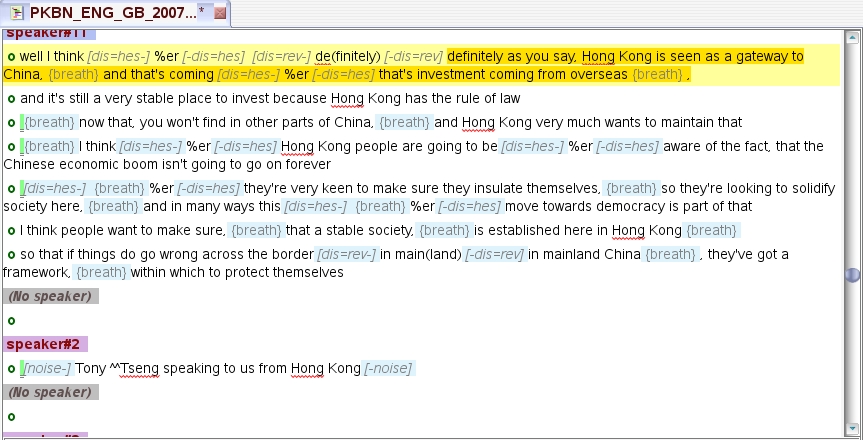 PKBN_ENG_GB_2007...*
speaker#11
well I think [dis=hes-] %er [-dis=hes] [dis=rev-] de(finitely) [-dis=rev] definitely as you say, Hong Kong is seen as a gateway to
China, {breath} and that's coming [dis=hes-] %er [-dis=hes] that's investment coming from overseas {breath} ,
and it's still a very stable place to invest because Hong Kong has the rule of law
{breath} now that, you won't find in other parts of China, {breath} and Hong Kong very much wants to maintain that
{breath} I think [dis=hes-] %er [-dis=hes] Hong Kong people are going to be [dis=hes-] %er [-dis=hes] aware of the fact, that the
Chinese economic boom isn't going to go on forever
[dis=hes-] {breath} %er [-dis=hes] they're very keen to make sure they insulate themselves, {breath} so they're looking to solidify
society here, {breath} and in many ways this [dis=hes-] {breath} %er [-dis=hes] move towards democracy is part of that
I think people want to make sure, {breath} that a stable society, {breath} is established here in Hong Kong {breath}
so that if things do go wrong across the border [dis=rev-] in main(land) [-dis=rev] in mainland China {breath} , they've got a
framework, {breath} within which to protect themselves
(No speaker)
speaker#2
[noise-] Tony ^^Tseng speaking to us from Hong Kong [-noise]
(No speaker)